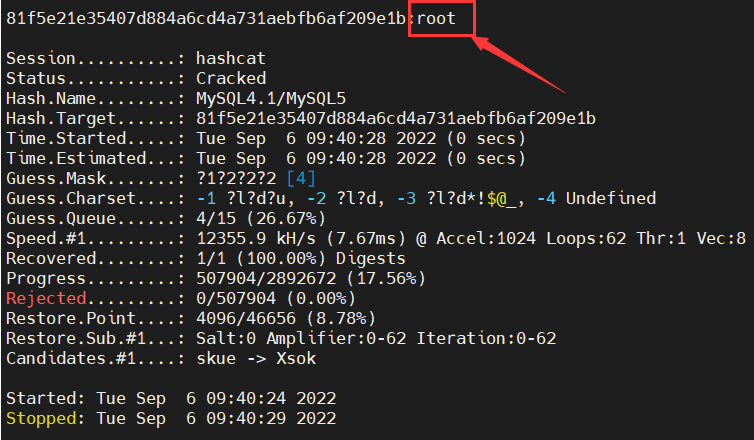 81f5e21e35407d884a6cd4a731aebfb6af209e1b:root
Session..........: hashcat
Status...........: Cracked
Hash.Name........: MySQL4.1/MySQL5
Hash.Target......: 81f5e21e35407d884a6cd4a731aebfb6af209e1b
Time.Started.....: Tue Sep  6 09:40:28 2022 (0 secs)
Time.Estimated...: Tue Sep  6 09:40:28 2022 (0 secs)
Guess.Mask.......: ?1?2?2?2 [4]
Guess.Charset....: -1 ?l?d?u, -2 ?l?d, -3 ?l?d*!$@_, -4 Undefined
Guess.Queue......: 4/15 (26.67%)
Speed.#1.........: 12355.9 kH/s (7.67ms) @ Accel:1024 Loops:62 Thr:1 Vec:8
Recovered........: 1/1 (100.00%) Digests
Progress.........: 507904/2892672 (17.56%)
Rejected.........: 0/507904 (0.00%)
Restore.Point....: 4096/46656 (8.78%)
Restore.Sub.#1...: Salt:0 Amplifier:0-62 Iteration:0-62
Candidates.#1....: skue -> Xsok
Started: Tue Sep  6 09:40:24 2022
Stopped: Tue Sep  6 09:40:29 2022